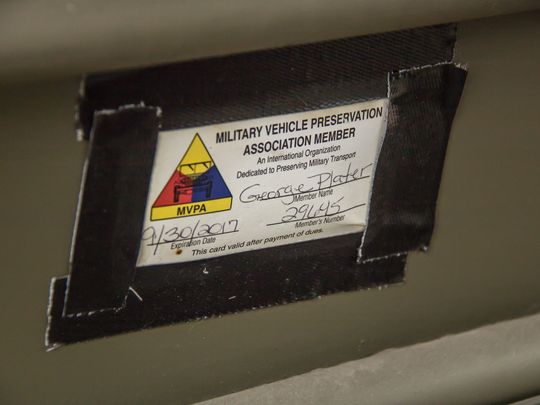 MILITARY VEHICLE PRESERVATION
ASSOCIATION MEMBER
An International Organization
Dedicated to Preserving Military Transport
MVPA
George Plater
Member Name
29645
Member's Number
9/30/2017
Expiration Date
This card valid after payment of dues.